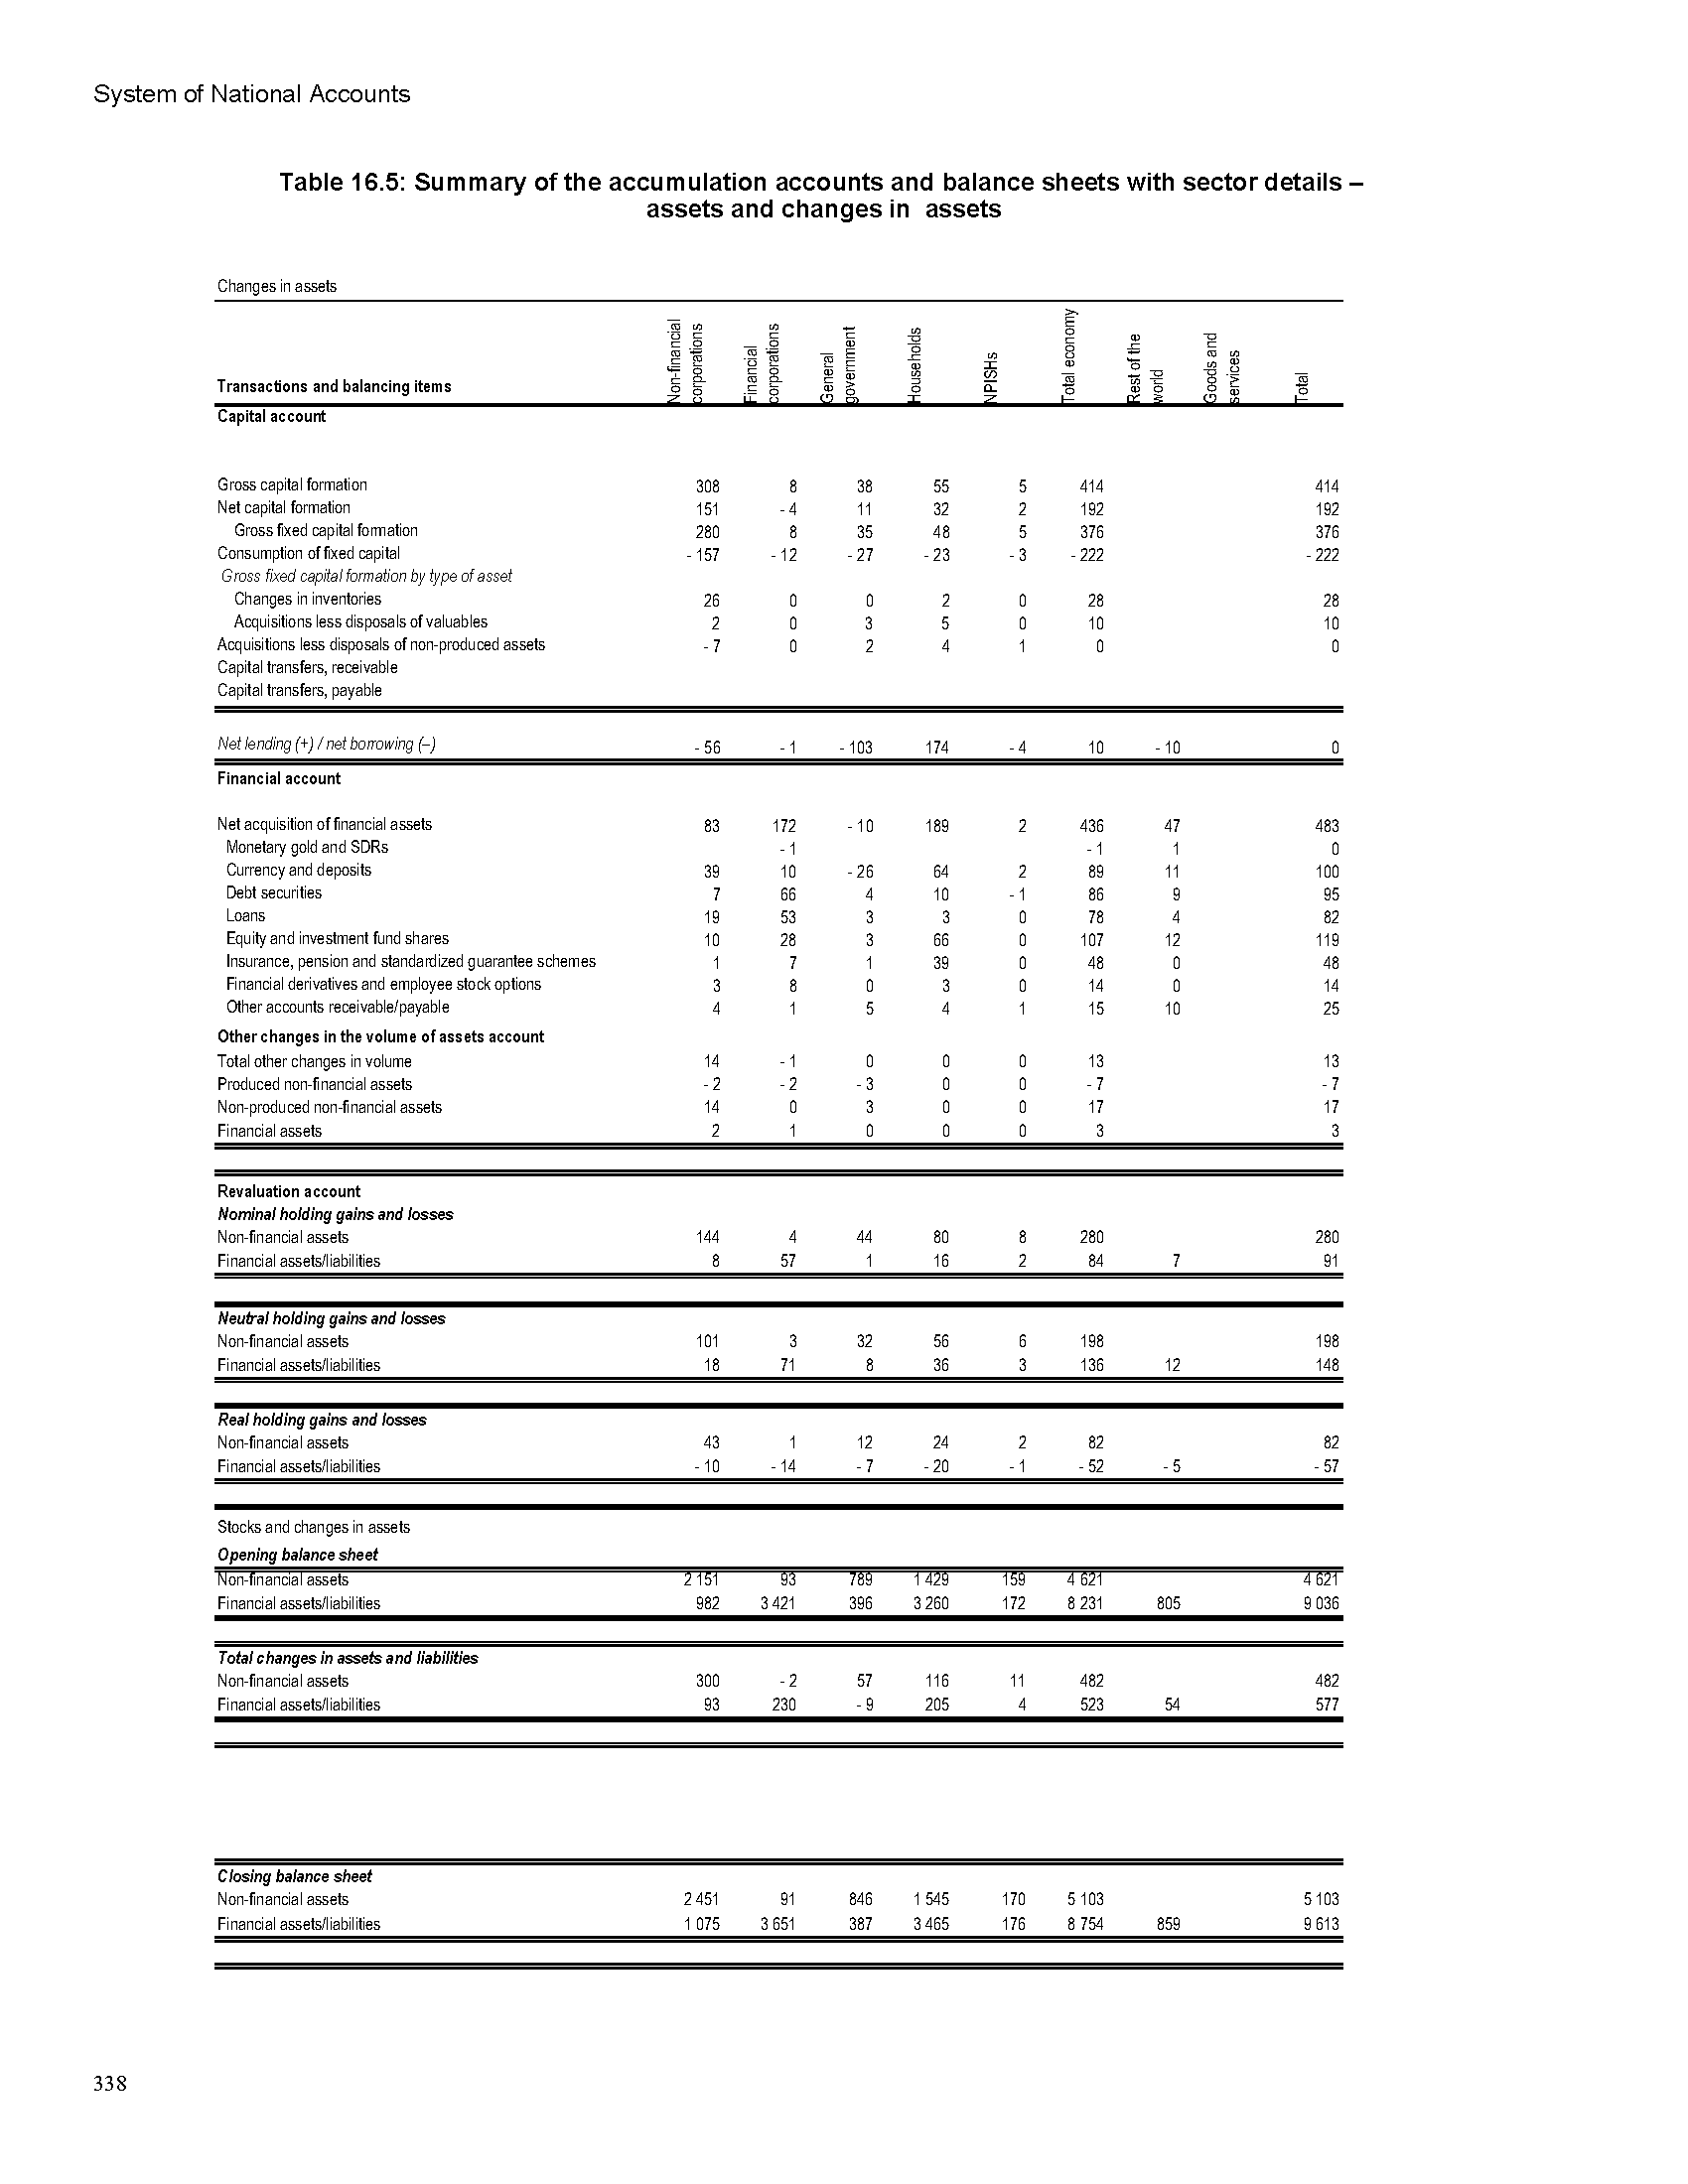 System of National Accounts
Table 16.5: Summary of the accumulation accounts and balance sheets with sector details –
assets and changes in assets
Changes in assets
Transactions and balancing items Non-financial corporations Financial corporations General government Households NPISHs Total economy Rest of the world Goods and services Total
Capital account
Gross capital formation 308 8 38 55 5 414 414
Net capital formation 151 - 4 11 32 2 192 192
Gross fixed capital formation 280 8 35 48 5 376 376
Consumption of fixed capital - 157 - 12 - 27 - 23 - 3 - 222 - 222
Gross fixed capital formation by type of asset
Changes in inventories 26 0 0 2 0 28 28
Acquisitions less disposals of valuables 2 0 3 5 0 10 10
Acquisitions less disposals of non-produced assets - 7 0 2 4 1 0 0
Capital transfers, receivable
Capital transfers, payable
Net lending (+) / net borrowing (–) - 56 - 1 - 103 174 - 4 10 - 10 0
Financial account
Net acquisition of financial assets 83 172 - 10 189 2 436 47 483
Monetary gold and SDRs - 1 - 1 1 0
Currency and deposits 39 10 - 26 64 2 89 11 100
Debt securities 7 66 4 10 - 1 86 9 95
Loans 19 53 3 3 0 78 4 82
Equity and investment fund shares 10 28 3 66 0 107 12 119
Insurance, pension and standardized guarantee schemes 1 7 1 39 0 48 0 48
Financial derivatives and employee stock options 3 8 0 3 0 14 0 14
Other accounts receivable/payable 4 1 5 4 1 15 10 25
Other changes in the volume of assets account
Total other changes in volume 14 - 1 0 0 0 13 13
Produced non-financial assets - 2 - 2 - 3 0 0 - 7 - 7
Non-produced non-financial assets 14 0 3 0 0 17 17
Financial assets 2 1 0 0 0 3 3
Revaluation account
Nominal holding gains and losses
Non-financial assets 144 4 44 80 8 280 280
Financial assets/liabilities 8 57 1 16 2 84 7 91
Neutral holding gains and losses
Non-financial assets 101 3 32 56 6 198 198
Financial assets/liabilities 18 71 8 36 3 136 12 148
Real holding gains and losses
Non-financial assets 43 1 12 24 2 82 82
Financial assets/liabilities - 10 - 14 - 7 - 20 - 1 - 52 - 5 - 57
Stocks and changes in assets
Opening balance sheet
Non-financial assets 2 151 93 789 1 429 159 4 621 4 621
Financial assets/liabilities 982 3 421 396 3 260 172 8 231 805 9 036
Total changes in assets and liabilities
Non-financial assets 300 - 2 57 116 11 482 482
Financial assets/liabilities 93 230 - 9 205 4 523 54 577
Closing balance sheet
Non-financial assets 2 451 91 846 1 545 170 5 103 5 103
Financial assets/liabilities 1 075 3 651 387 3 465 176 8 754 859 9 613
338